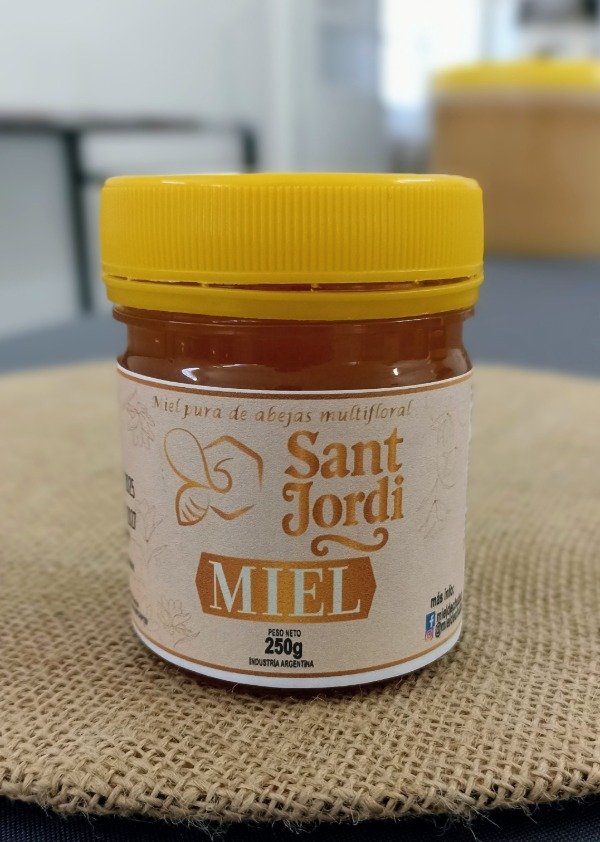 Miel pura de abejas multifloral
Sant
Jordi
MIEL
PESO NETO
250g
INDUSTRIA ARGENTINA
más info: